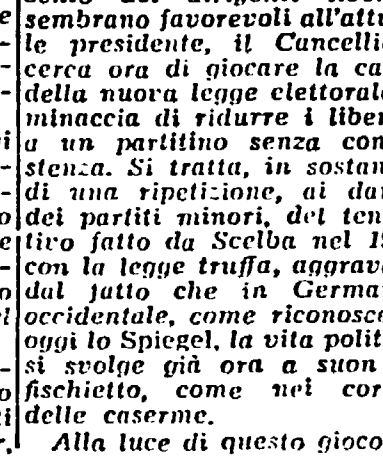 sembrano favorevoli all'attua
le presidente, il Cancellie
cerca ora di giocare la ca
della nuova legge elettorale
minaccia di ridurre i liber
a un partitino senza con
stenza. Si tratta, in sostan
di una ripetizione, ai dan
dei partiti minori, del ten
tivo fatto da Scelba nel 19
con la legge truffa, aggrava
dal fatto che in Germa
occidentale, come riconosce
oggi lo Spiegel, la vita polit
si svolge già ora a suon
fischietto, come nei cor
delle caserme.
Alla luce di questo gioco